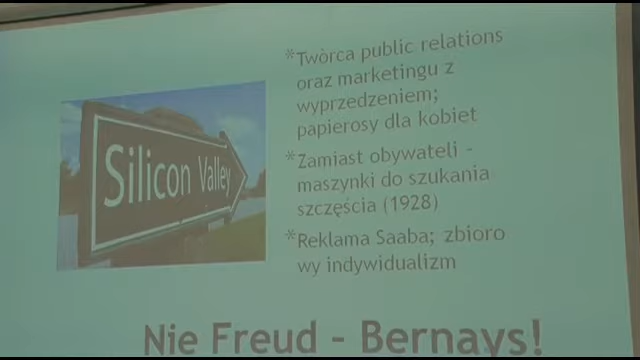 *Twòrca public relations
oraz marketingu z
wyprzedzeniem;
papierosy dla kobiet
*Zamiast obywateli -
maszynki do szukania
szczęścia (1928)
*Reklama Saaba; zbioro
wy indywidualizm
Silicon Valley
Nie Freud - Bernays!